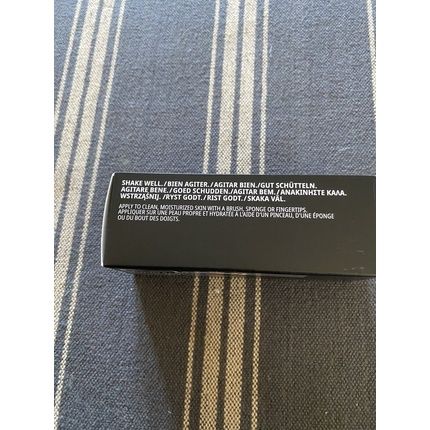 SHAKE WELL./BIEN AGITER./AGITAR BIEN./GUT SCHÜTTELN.
AGITARE BENE./GOED SCHUDDEN./AGITAR BEM./ΑΝΑΚΙΝΗΣΤΕ ΚΑΛΑ.
WSTRZĄSNIJ./RYST GODT./RIST GODT./SKAKA VÄL.
APPLY TO CLEAN, MOISTURIZED SKIN WITH A BRUSH, SPONGE OR FINGERTIPS.
APPLIQUER SUR UNE PEAU PROPRE ET HYDRATÉE À L'AIDE D'UN PINCEAU, D'UNE ÉPONGE
OU DU BOUT DES DOIGTS.